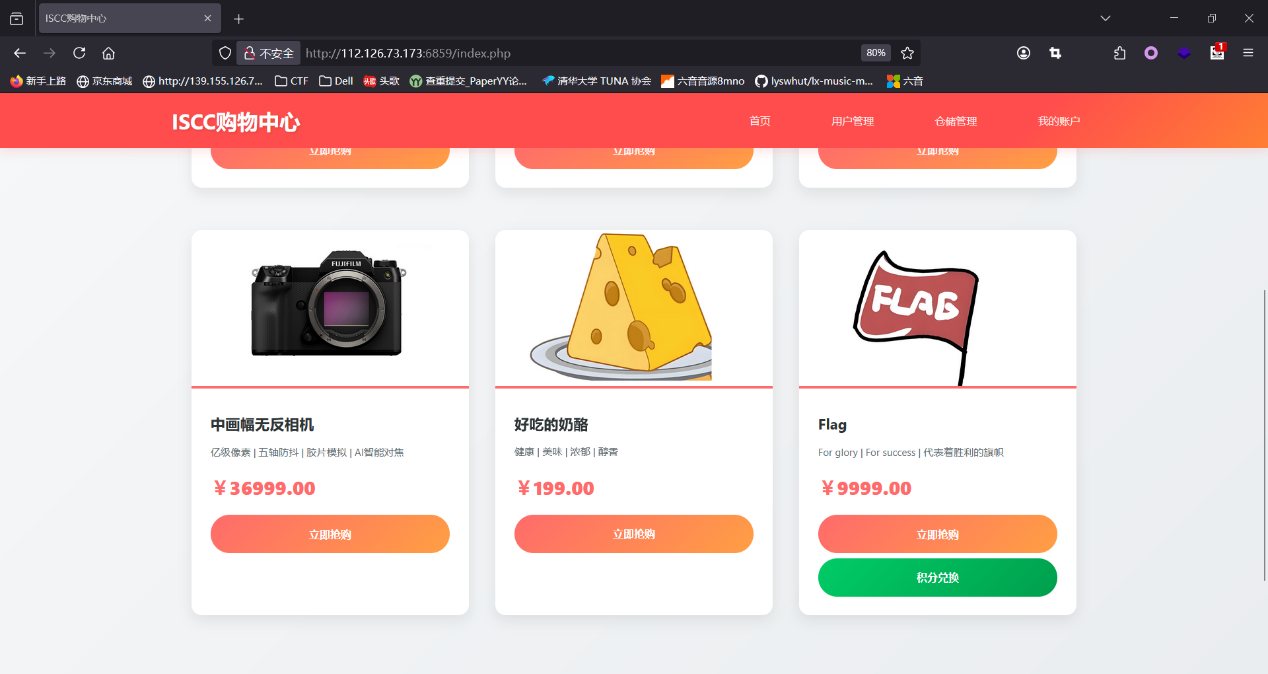 ISCC购物中心
不安全
http://112.126.73.173:6859/index.php
80%
1
新手上路
京东商城
http://139.155.126.7...
CTF
Dell
头歌
查重提交_PaperYY论...
清华大学 TUNA 协会
六音音源8mno
lyswhut/lx-music-m...
六音
ISCC购物中心
首页
用户管理
仓储管理
我的账户
立即抢购
立即抢购
立即抢购
FUJIFILM
FLAG
中画幅无反相机
亿级像素 | 五轴防抖 | 胶片模拟 | AI智能对焦
￥36999.00
立即抢购
好吃的奶酪
健康 | 美味 | 浓郁 | 醇香
￥199.00
立即抢购
Flag
For glory | For success | 代表着胜利的旗帜
￥9999.00
立即抢购
积分兑换